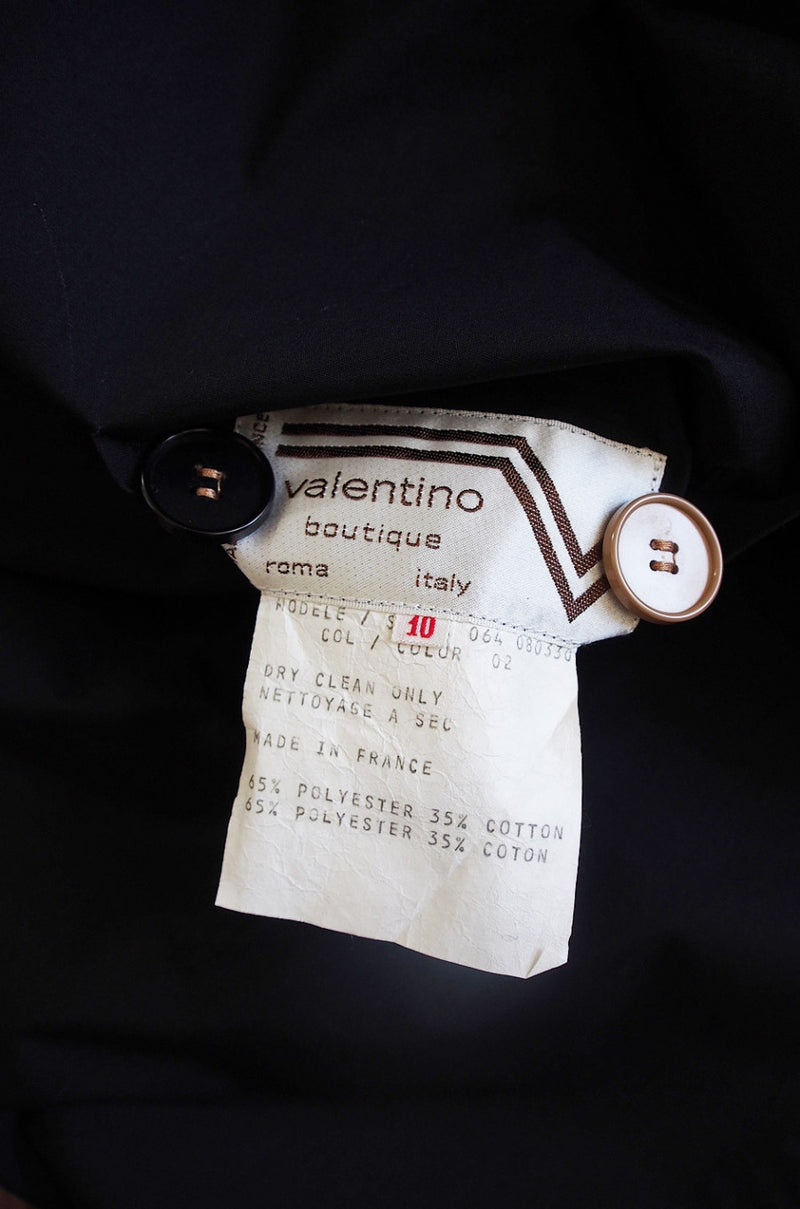 NCE
valentino
boutique
roma italy
MODELE / S 10 064 080330
COL / COLOR 02
DRY CLEAN ONLY
NETTOYAGE A SEC
MADE IN FRANCE
65% POLYESTER 35% COTTON
65% POLYESTER 35% COTON